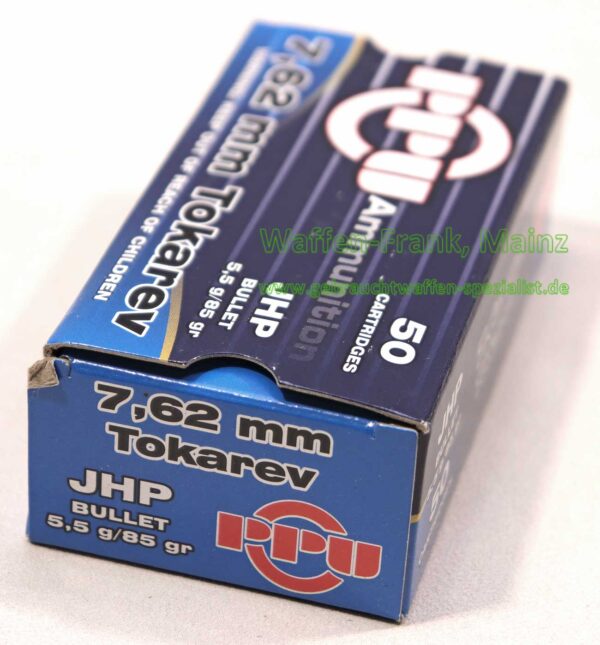 PPU
Ammunition
50
CARTRIDGES
JHP
BULLET
5,5 g/85 gr
7,62 mm Tokarev
WARNING: KEEP OUT OF REACH OF CHILDREN
Waffen-Frank, Mainz
www.gebrauchtwaffen-spezialist.de
7,62 mm
Tokarev
JHP
BULLET
5,5 g/85 gr
PPU